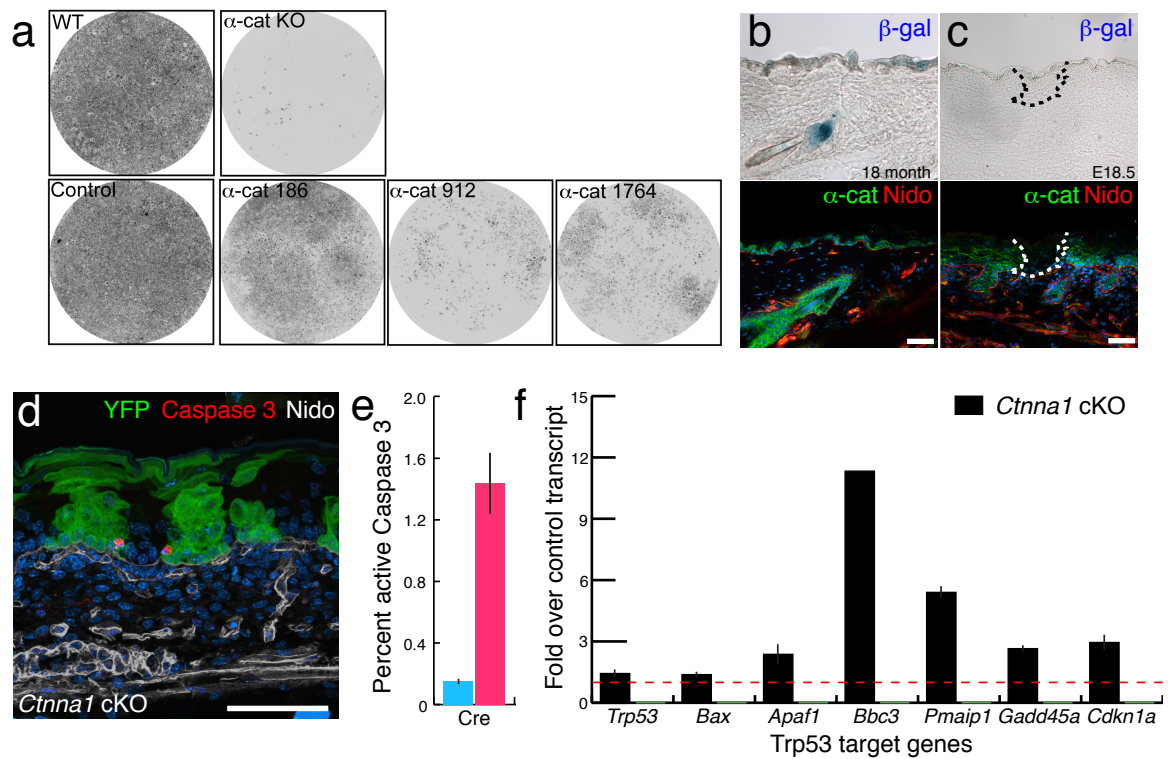 a
WT
α-cat KO
Control
α-cat 186
α-cat 912
α-cat 1764
b
β-gal
18 month
α-cat Nido
c
β-gal
E18.5
α-cat Nido
d
YFP Caspase 3 Nido
Ctnna1 cKO
e
Percent active Caspase 3
2.0
1.6
1.2
0.8
0.4
0
Cre
f
Fold over control transcript
15
12
9
6
3
0
Ctnna1 cKO
Trp53 Bax Apaf1 Bbc3 Pmaip1 Gadd45a Cdkn1a
Trp53 target genes